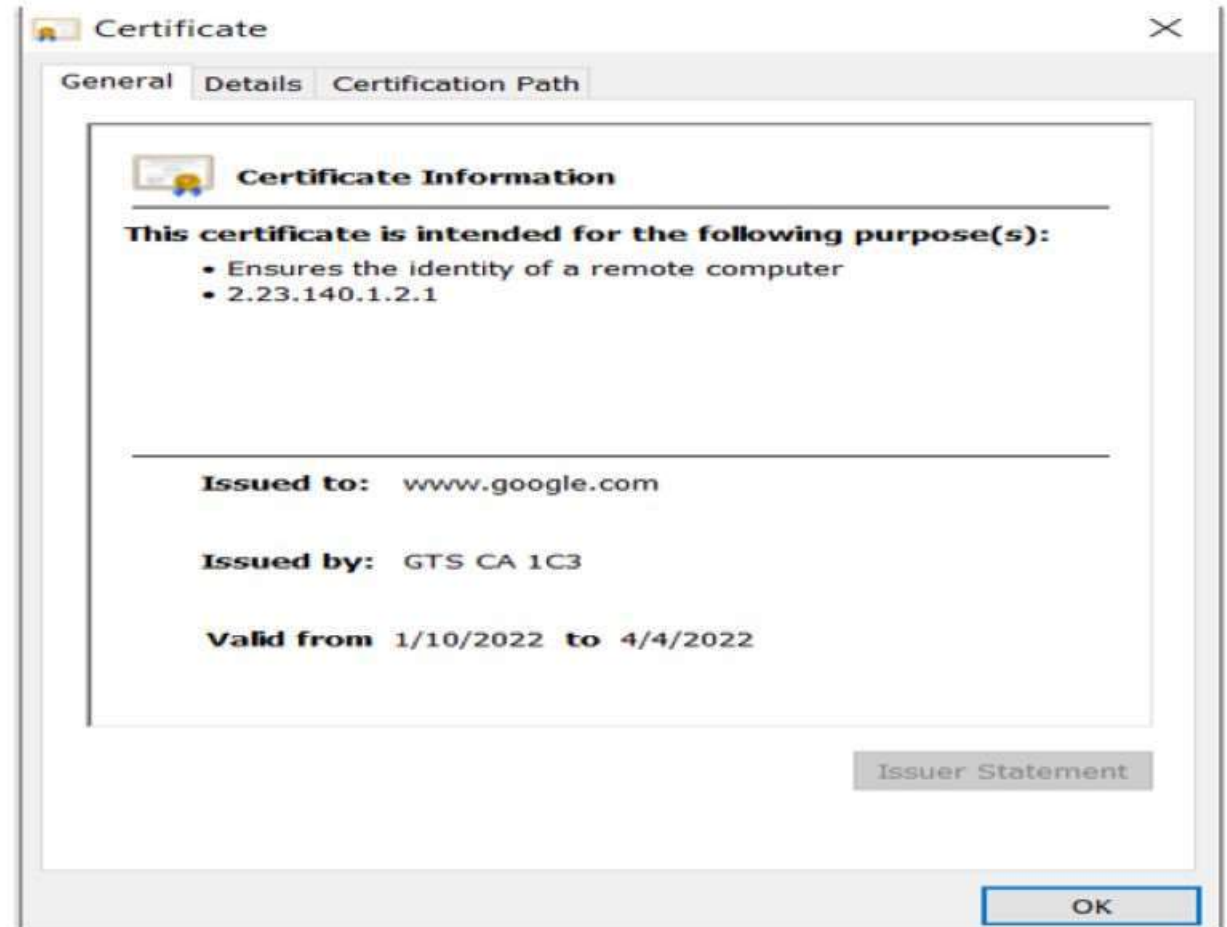 Certificate
General Details Certification Path
Certificate Information
This certificate is intended for the following purpose(s):
• Ensures the identity of a remote computer
• 2.23.140.1.2.1
Issued to: www.google.com
Issued by: GTS CA 1C3
Valid from 1/10/2022 to 4/4/2022
Issuer Statement
OK